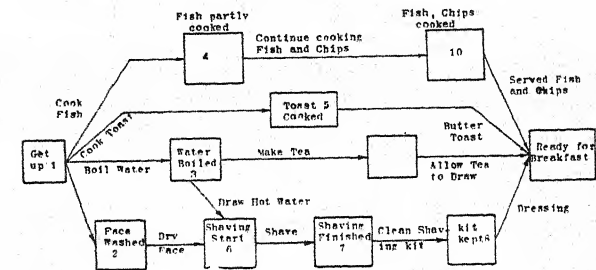 Fish partly
cooked
Fish, Chips
cooked
4
Continue cooking
Fish and Chips
10
Cook
Fish
Served Fish
and Chips
Cook Toast
Toast 5
Cooked
Butter
Toast
Get
up 1
Boil Water
Water
Boiled
3
Make Tea
Allow Tea
to Draw
Ready for
Breakfast
Draw Hot Water
Dressing
Face
Washed
2
Dry
Face
Shaving
Start
6
Shave
Shaving
Finished
7
Clean Shav-
ing kit
kit
kept8